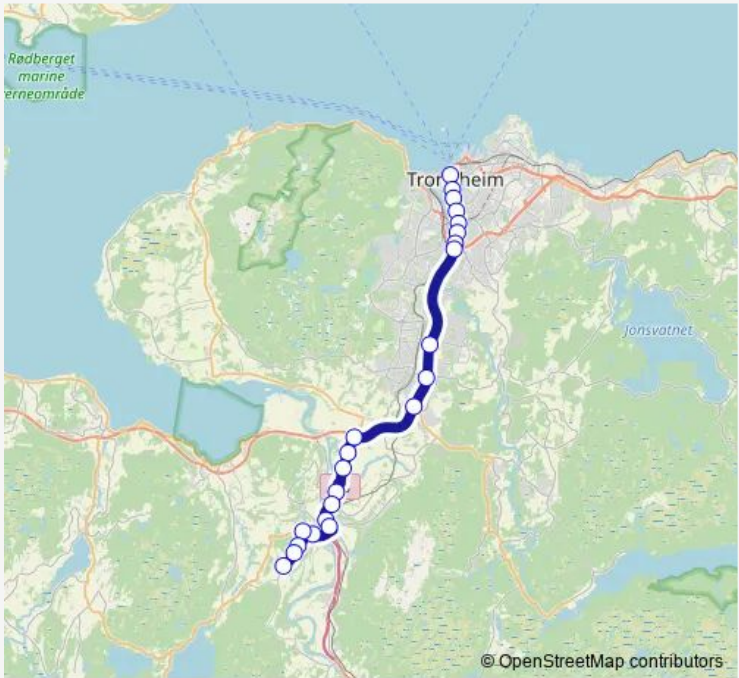 Rødberget
marine
verneområde
Trondheim
Jonsvatnet
© OpenStreetMap contributors